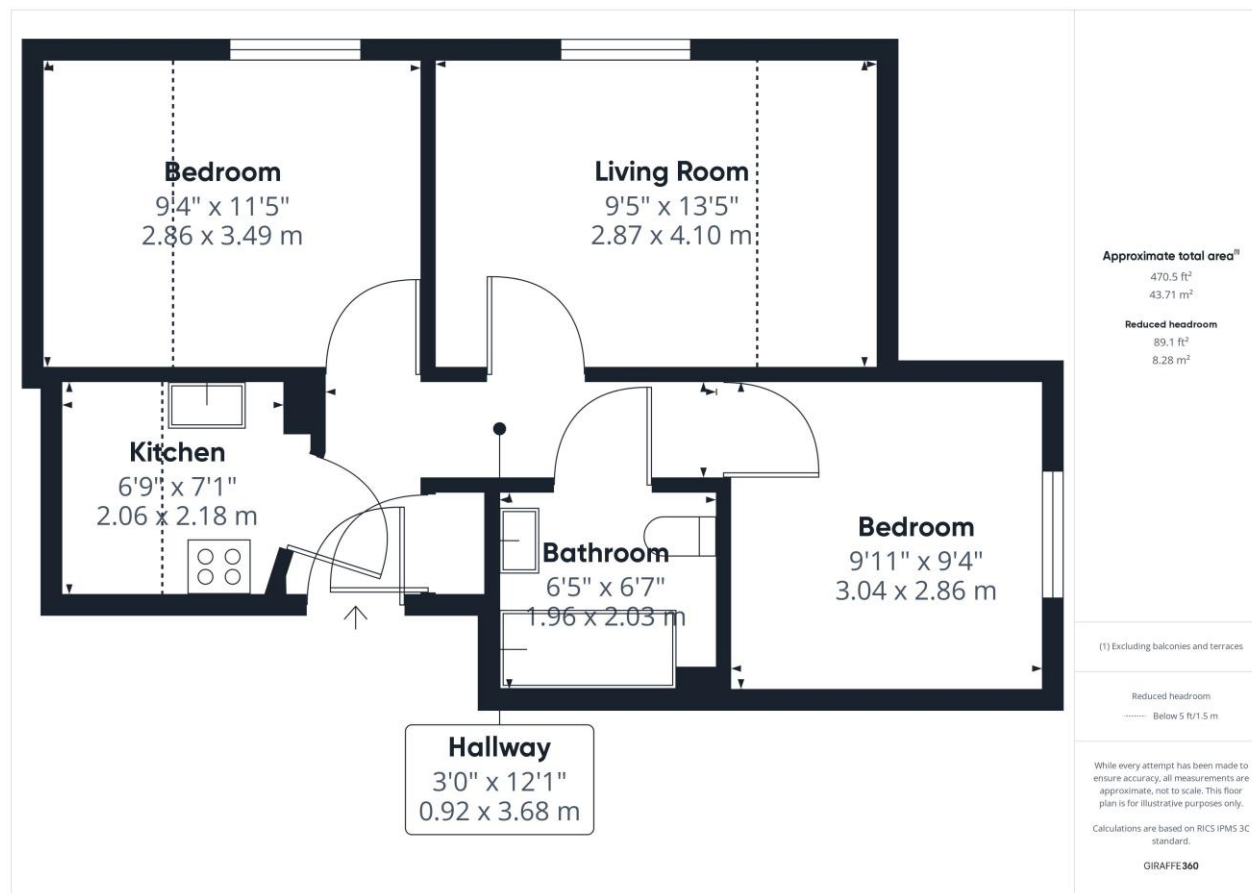 Bedroom
9'4" x 11'5"
2.86 x 3.49 m
Living Room
9'5" x 13'5"
2.87 x 4.10 m
Kitchen
6'9" x 7'1"
2.06 x 2.18 m
Bathroom
6'5" x 6'7"
1.96 x 2.03 m
Bedroom
9'11" x 9'4"
3.04 x 2.86 m
Hallway
3'0" x 12'1"
0.92 x 3.68 m
Approximate total area(1)
470.5 ft²
43.71 m²
Reduced headroom
89.1 ft²
8.28 m²
(1) Excluding balconies and terraces
Reduced headroom
Below 5 ft/1.5 m
While every attempt has been made to
ensure accuracy, all measurements are
approximate, not to scale. This floor
plan is for illustrative purposes only.
Calculations are based on RICS IPMS 3C
standard.
GIRAFFE360